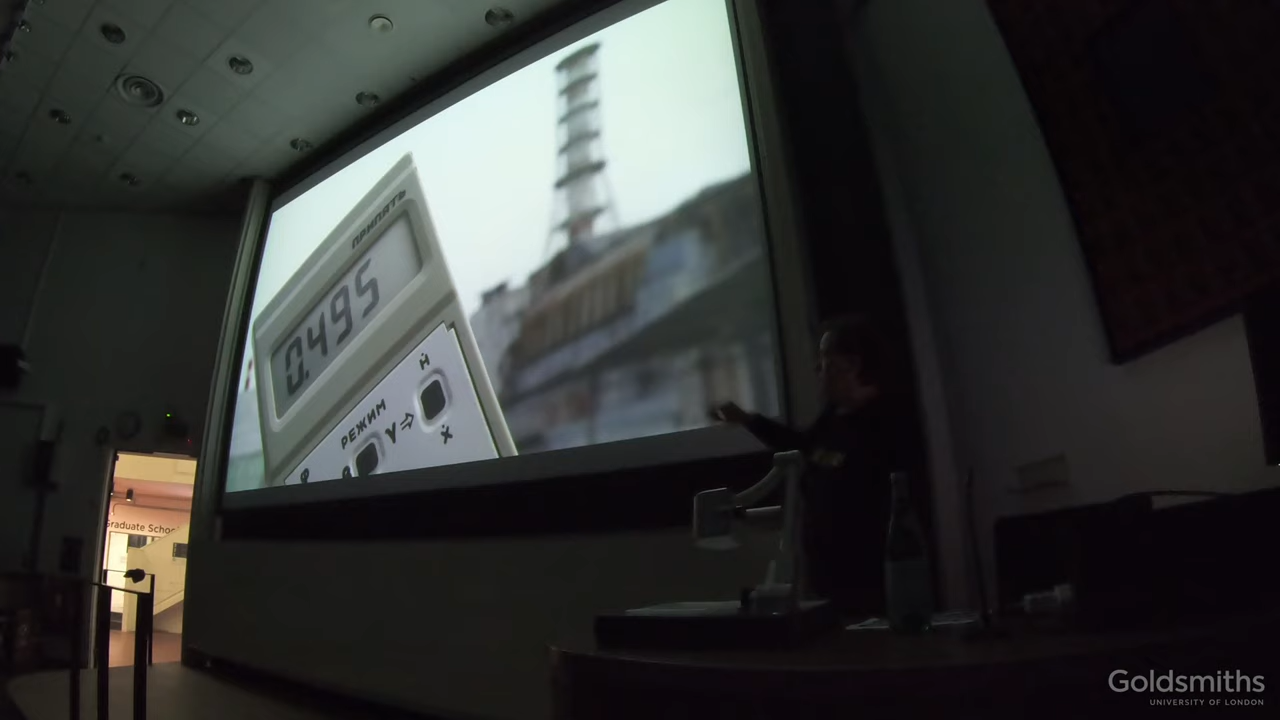 ПРИПЯТЬ
0.495
РЕЖИМ
γ⇨
Ḣ
Ẋ
Graduate Schoo
Goldsmiths
UNIVERSITY OF LONDON